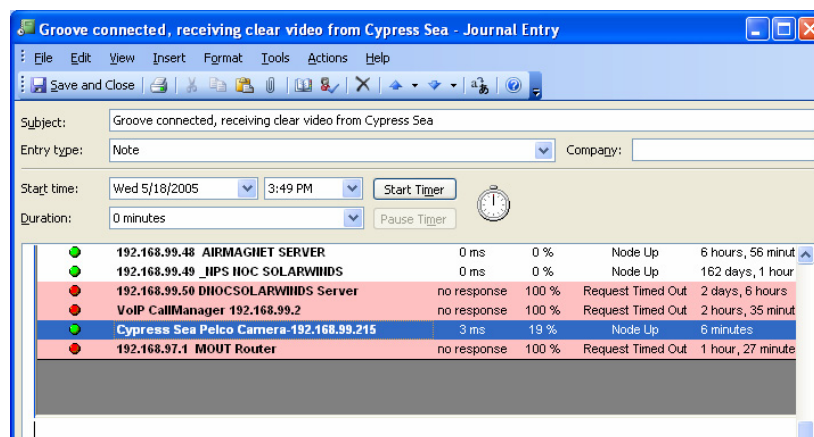 Groove connected, receiving clear video from Cypress Sea - Journal Entry
File Edit View Insert Format Tools Actions Help
Save and Close
Subject: Groove connected, receiving clear video from Cypress Sea
Entry type: Note Company:
Start time: Wed 5/18/2005 3:49 PM Start Timer
Duration: 0 minutes Pause Timer
192.168.99.48 AIRMAGNET SERVER 0 ms 0 % Node Up 6 hours, 56 minut
192.168.99.49 _NPS NOC SOLARWINDS 0 ms 0 % Node Up 162 days, 1 hour
192.168.99.50 DNOCSOLARWINDS Server no response 100 % Request Timed Out 2 days, 6 hours
VoIP CallManager 192.168.99.2 no response 100 % Request Timed Out 2 hours, 35 minut
Cypress Sea Pelco Camera-192.168.99.215 3 ms 19 % Node Up 6 minutes
192.168.97.1 MOUT Router no response 100 % Request Timed Out 1 hour, 27 minute